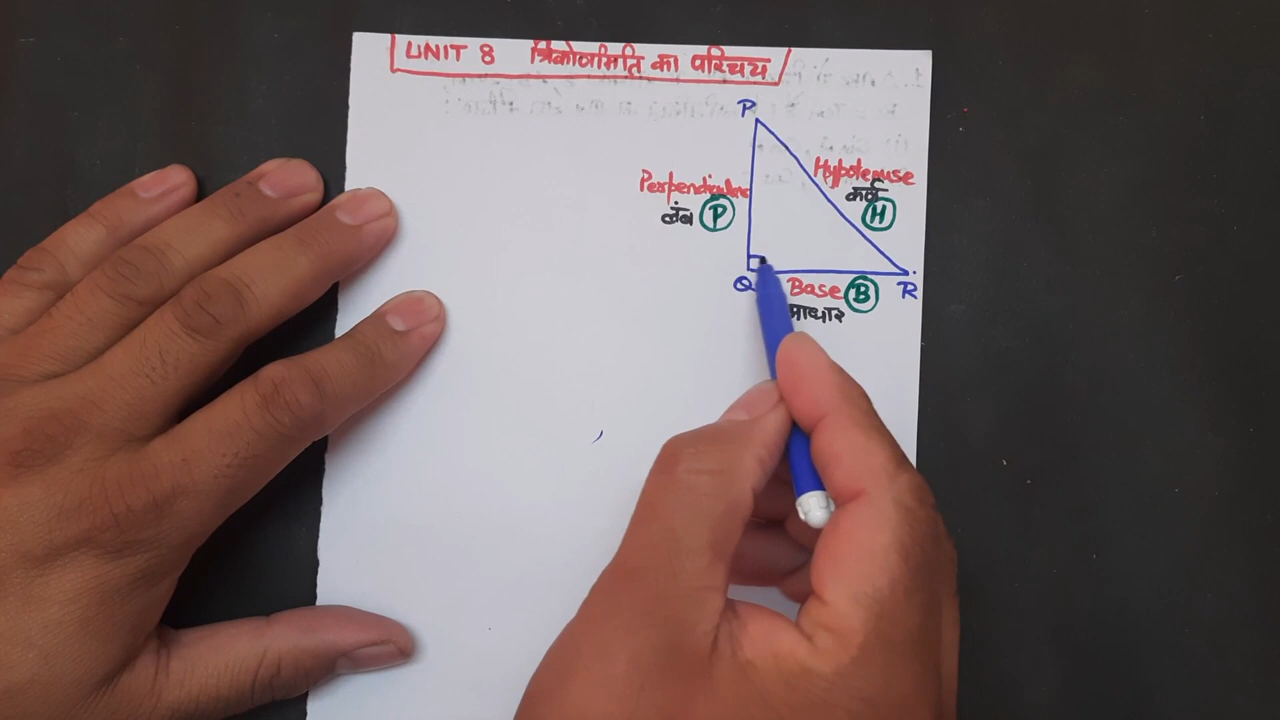 UNIT 8 त्रिकोणमिति का परिचय
P
Perpendicular
लंब P
Hypotenuse
कर्ण
H
Q Base B R
आधार